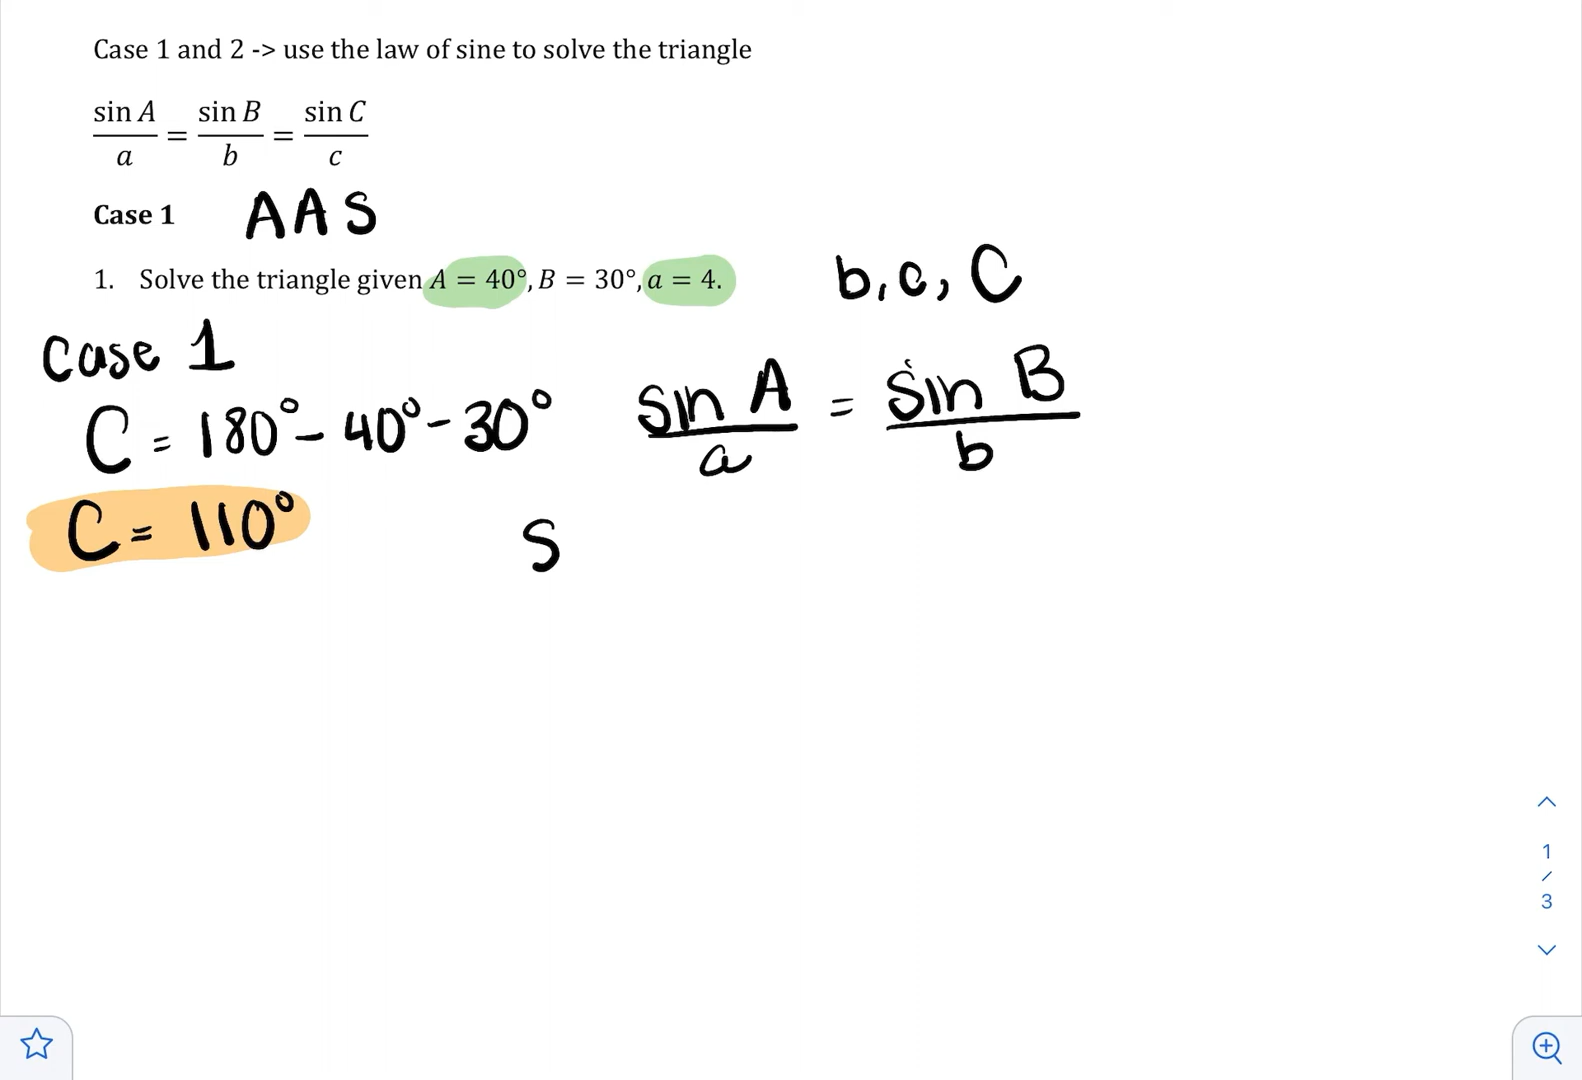 Case 1 and 2 -> use the law of sine to solve the triangle
sin A / a = sin B / b = sin C / c
Case 1 AAS
1. Solve the triangle given A = 40°, B = 30°, a = 4.
b, c, C
Case 1
C = 180° - 40° - 30°
sin A / a = sin B / b
C = 110°
S
1
/
3